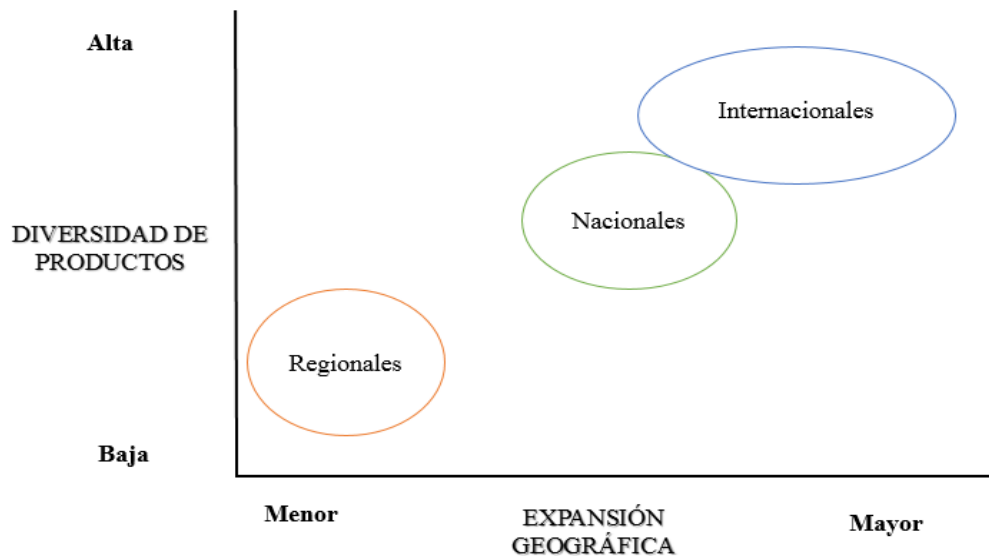 Alta
Internacionales
Nacionales
DIVERSIDAD DE
PRODUCTOS
Regionales
Baja
Menor
EXPANSIÓN
GEOGRÁFICA
Mayor